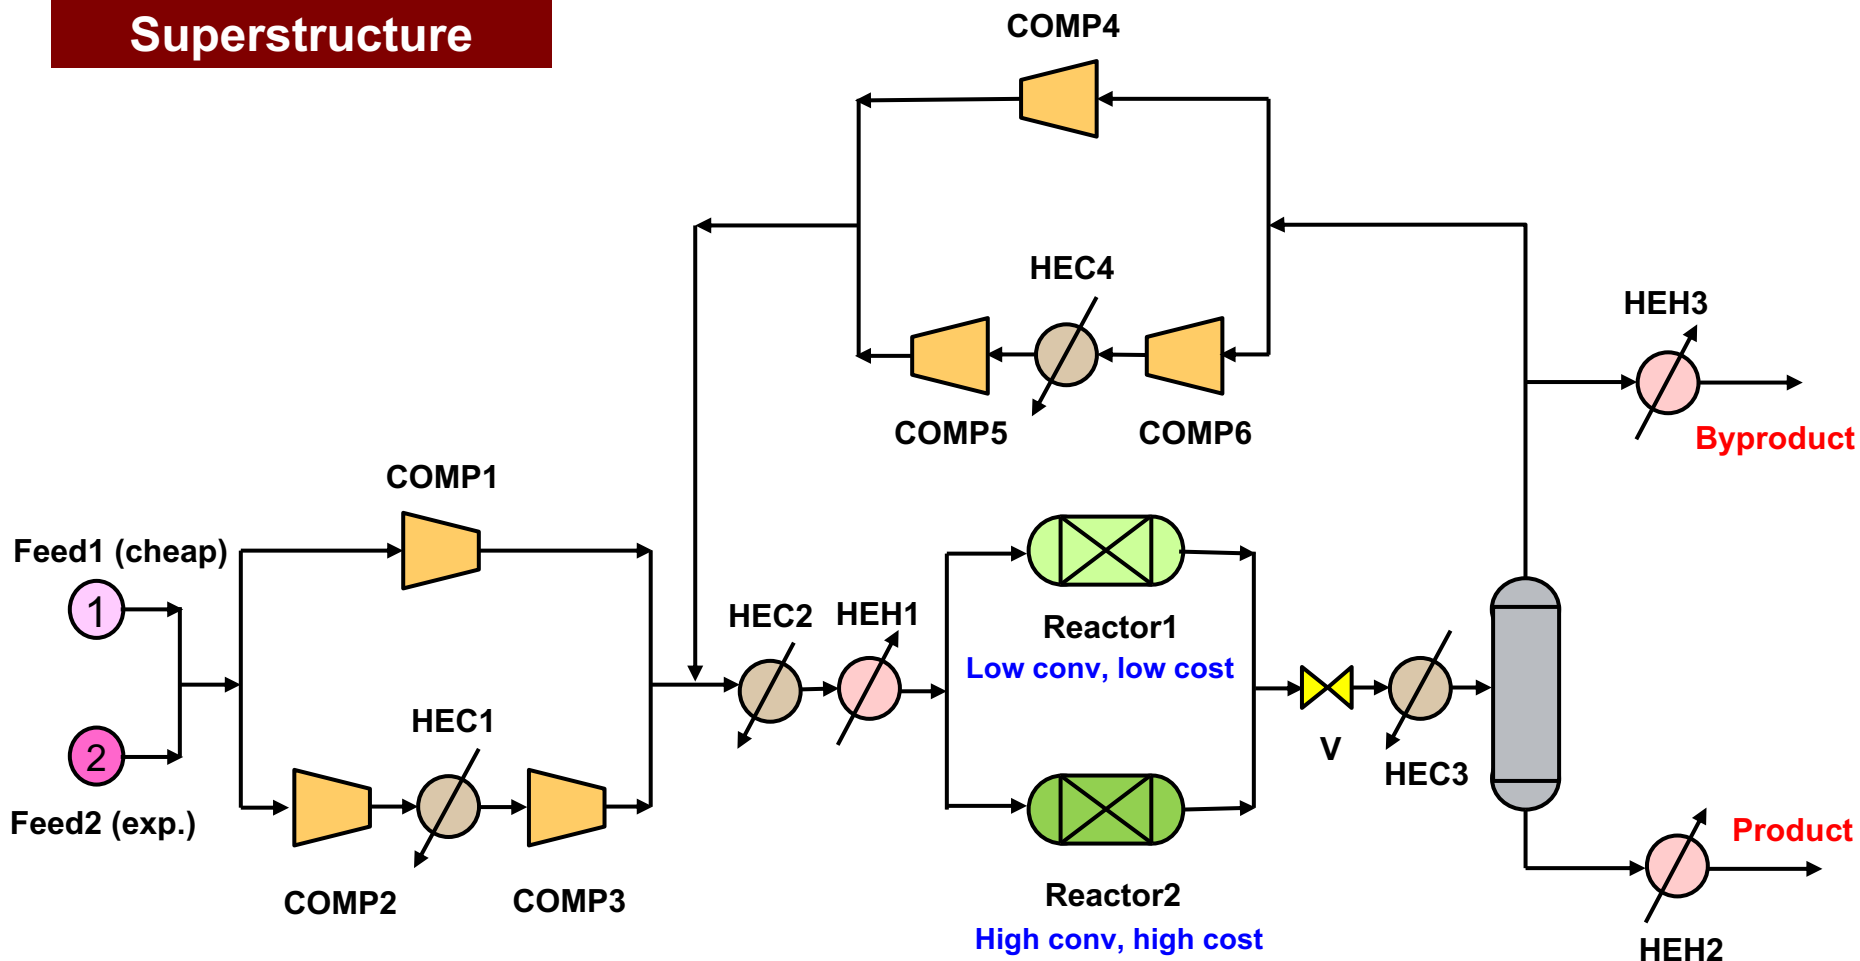 Superstructure
COMP4
HEC4
HEH3
COMP5
COMP6
Byproduct
COMP1
Feed1 (cheap)
1
HEC2
HEH1
Reactor1
Low conv, low cost
HEC1
2
V
HEC3
Feed2 (exp.)
Product
COMP2
COMP3
Reactor2
High conv, high cost
HEH2